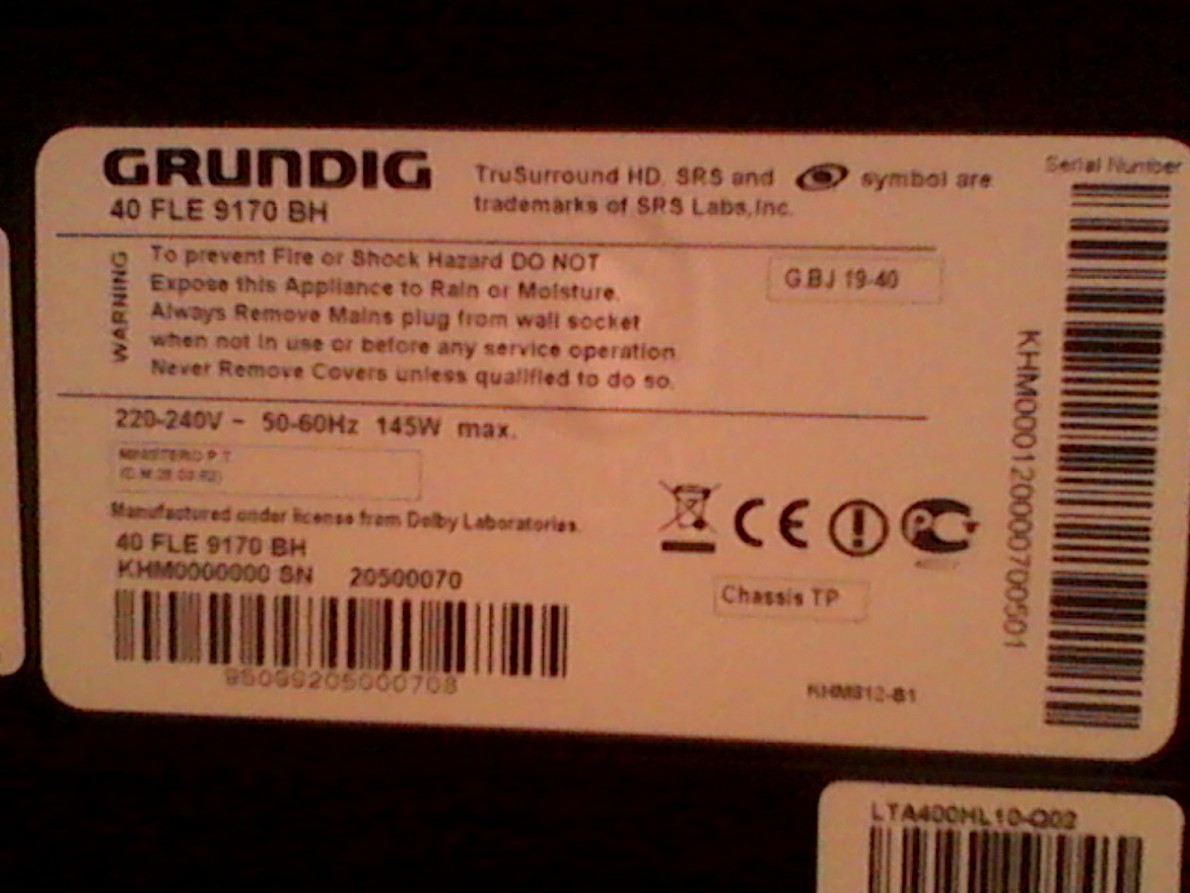 GRUNDIG
40 FLE 9170 BH
TruSurround HD, SRS and symbol are
trademarks of SRS Labs,Inc.
Serial Number
WARNING
To prevent Fire or Shock Hazard DO NOT
Expose this Appliance to Rain or Moisture.
Always Remove Mains plug from wall socket
when not in use or before any service operation
Never Remove Covers unless qualified to do so.
G.BJ 19-40
220-240V ~ 50-60Hz 145W max.
MINISTERO P.T.
Manufactured under license from Dolby Laboratories.
40 FLE 9170 BH
KHM0000000 SN 20500070
CE
Chassis TP
KHM812-B1
LTA400HL10-Q02